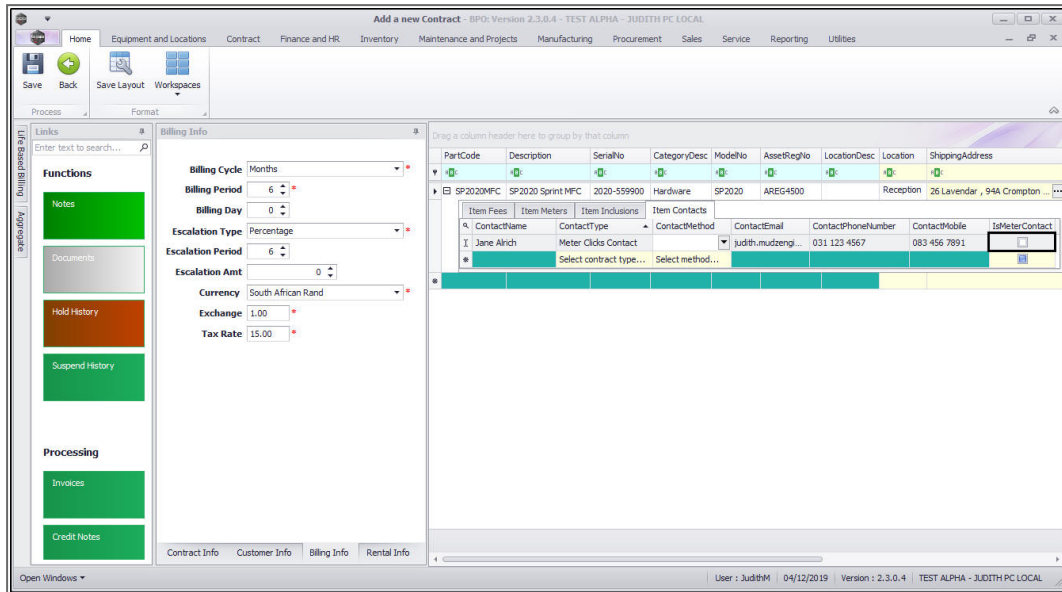 Add a new Contract - BPO: Version 2.3.0.4 - TEST ALPHA - JUDITH PC LOCAL
Home Equipment and Locations Contract Finance and HR Inventory Maintenance and Projects Manufacturing Procurement Sales Service Reporting Utilities
Save Back Save Layout Workspaces
Process Format
Life Based Billing
Aggregate
Links
Enter text to search...
Functions
Notes
Documents
Hold History
Suspend History
Processing
Invoices
Credit Notes
Billing Info
Billing Cycle Months *
Billing Period 6 *
Billing Day 0
Escalation Type Percentage *
Escalation Period 6 *
Escalation Amt 0
Currency South African Rand *
Exchange 1.00 *
Tax Rate 15.00 *
Contract Info Customer Info Billing Info Rental Info
Drag a column header here to group by that column
PartCode Description SerialNo CategoryDesc ModelNo AssetRegNo LocationDesc Location ShippingAddress
SP2020MFC SP2020 Sprint MFC 2020-559900 Hardware SP2020 AREG4500 Reception 26 Lavendar , 94A Crompton ... ...
Item Fees Item Meters Item Inclusions Item Contacts
ContactName ContactType ContactMethod ContactEmail ContactPhoneNumber ContactMobile IsMeterContact
Jane Alrich Meter Clicks Contact judith.mudzengi... 031 123 4567 083 456 7891
Select contract type... Select method...
Open Windows User : JudithM 04/12/2019 Version : 2.3.0.4 TEST ALPHA - JUDITH PC LOCAL